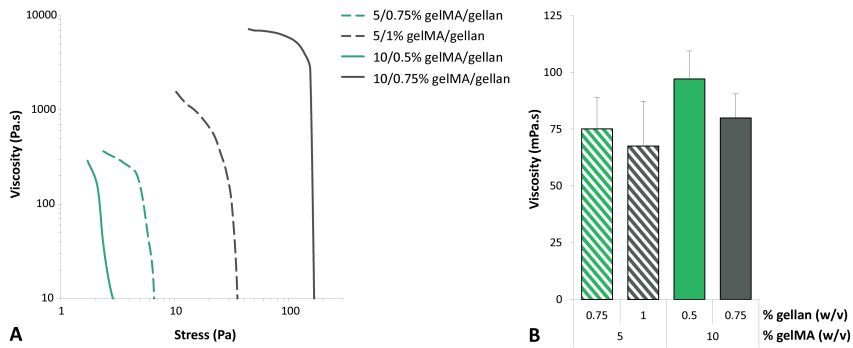 5/0.75% gelMA/gellan
5/1% gelMA/gellan
10/0.5% gelMA/gellan
10/0.75% gelMA/gellan
10000
1000
100
10
Viscosity (Pa.s)
1 10 100
Stress (Pa)
A
125
100
75
50
25
0
Viscosity (mPa.s)
0.75 1 0.5 0.75 % gellan (w/v)
5 10 % gelMA (w/v)
B